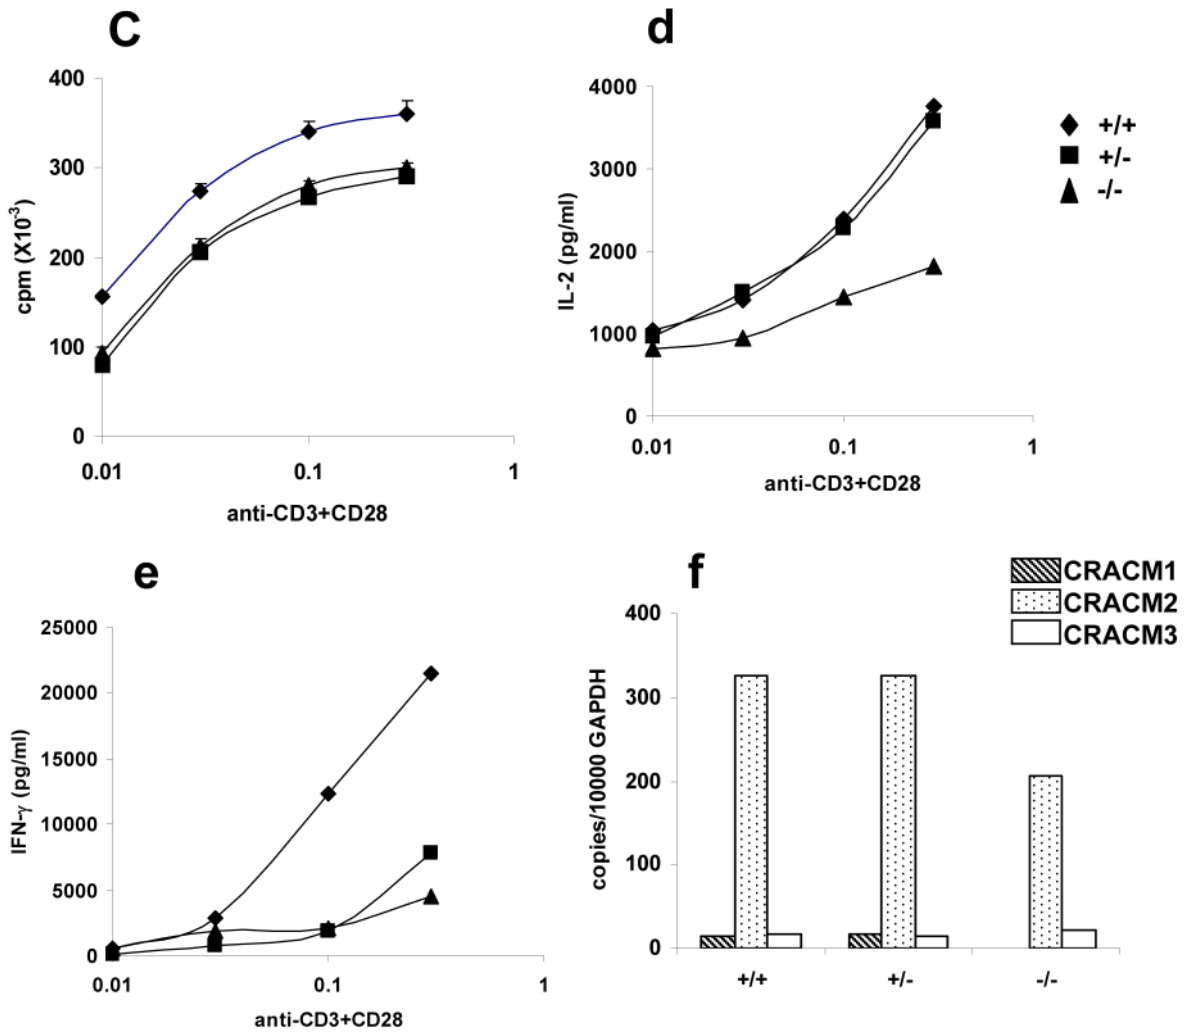 C
400
300
200
100
0
cpm (X10⁻³)
0.01
0.1
1
anti-CD3+CD28
d
4000
3000
2000
1000
0
IL-2 (pg/ml)
0.01
0.1
1
anti-CD3+CD28
+/+
+/-
-/-
e
25000
20000
15000
10000
5000
0
IFN-γ (pg/ml)
0.01
0.1
1
anti-CD3+CD28
f
CRACM1
CRACM2
CRACM3
400
300
200
100
0
copies/10000 GAPDH
+/+
+/-
-/-